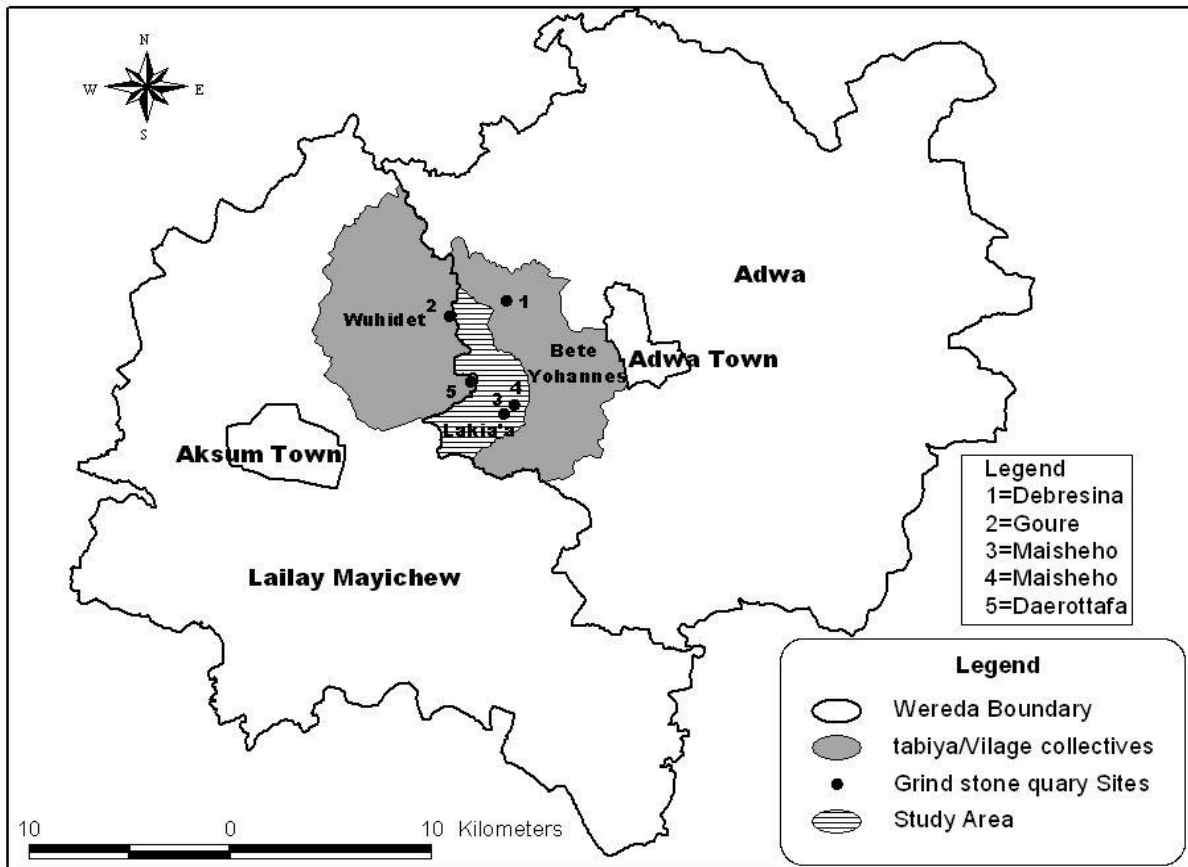 N
W E
S
Adwa
1
2
Wuhidet
Bete
Yohannes
Adwa Town
5
4
3
Lakia'a
Aksum Town
Lailay Mayichew
Legend
1=Debresina
2=Goure
3=Maisheho
4=Maisheho
5=Daerottafa
Legend
Wereda Boundary
tabiya/Vilage collectives
Grind stone quary Sites
Study Area
10 0 10 Kilometers